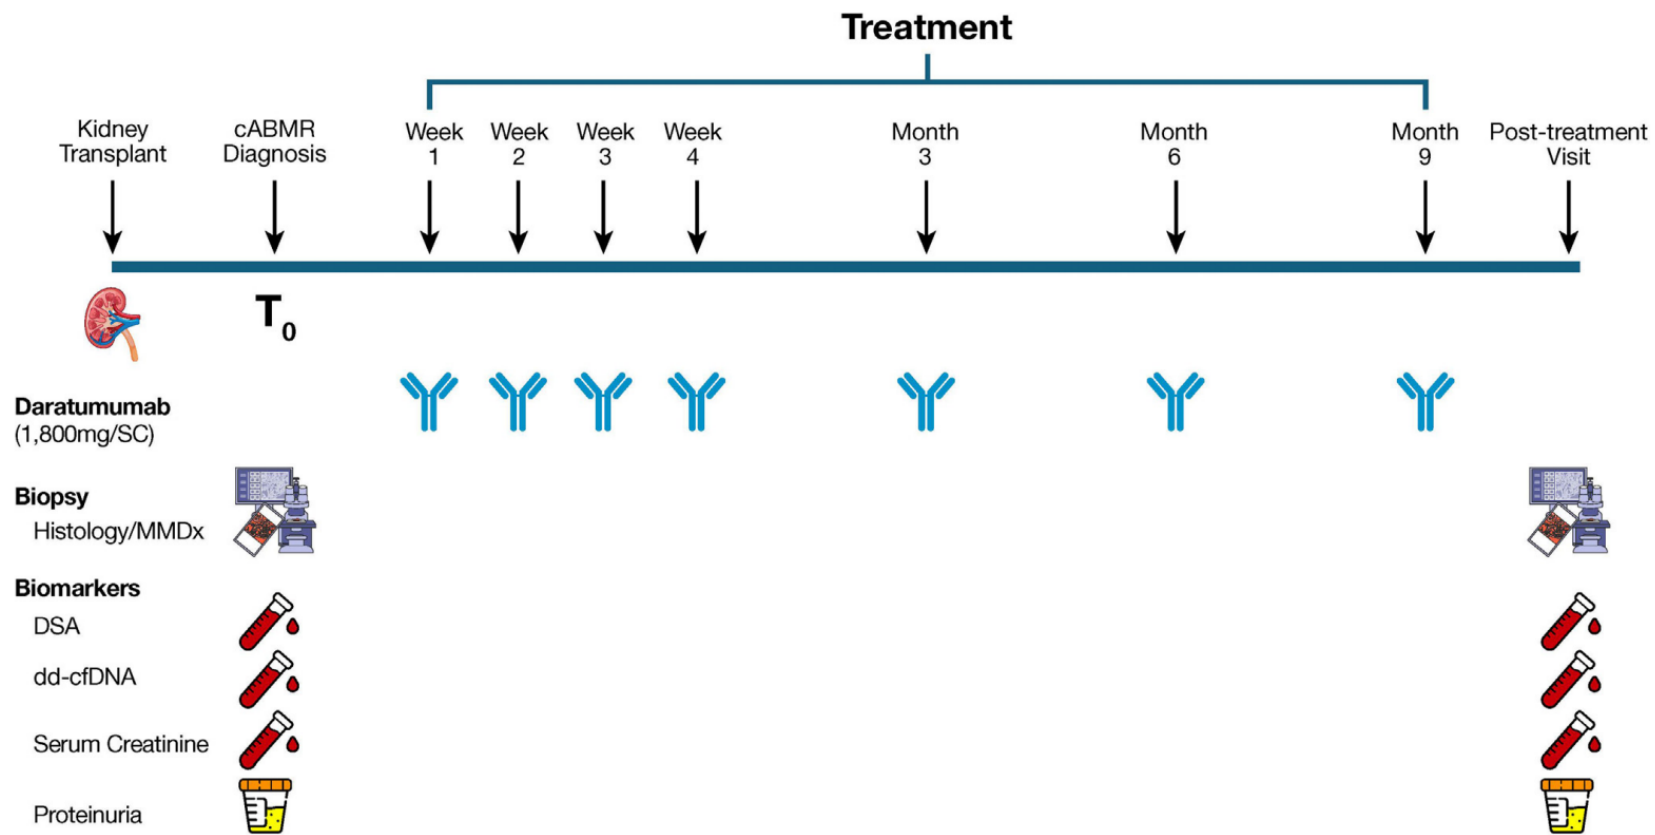 Treatment
Kidney
Transplant
cABMR
Diagnosis
Week
1
Week
2
Week
3
Week
4
Month
3
Month
6
Month
9
Post-treatment
Visit
T0
Daratumumab
(1,800mg/SC)
Biopsy
Histology/MMDx
Biomarkers
DSA
dd-cfDNA
Serum Creatinine
Proteinuria